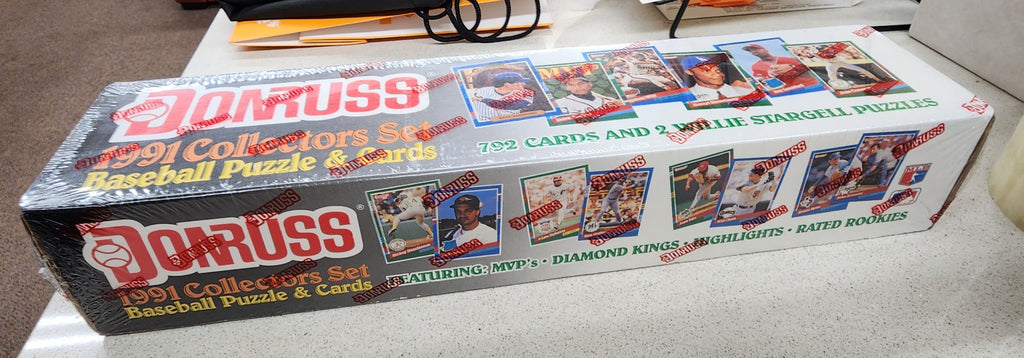 DONRUSS®
1991 Collectors Set
Baseball Puzzle & Cards
792 CARDS AND 2 WILLIE STARGELL PUZZLES
DONRUSS®
1991 Collectors Set
Baseball Puzzle & Cards
FEATURING: MVP's • DIAMOND KINGS • HIGHLIGHTS • RATED ROOKIES